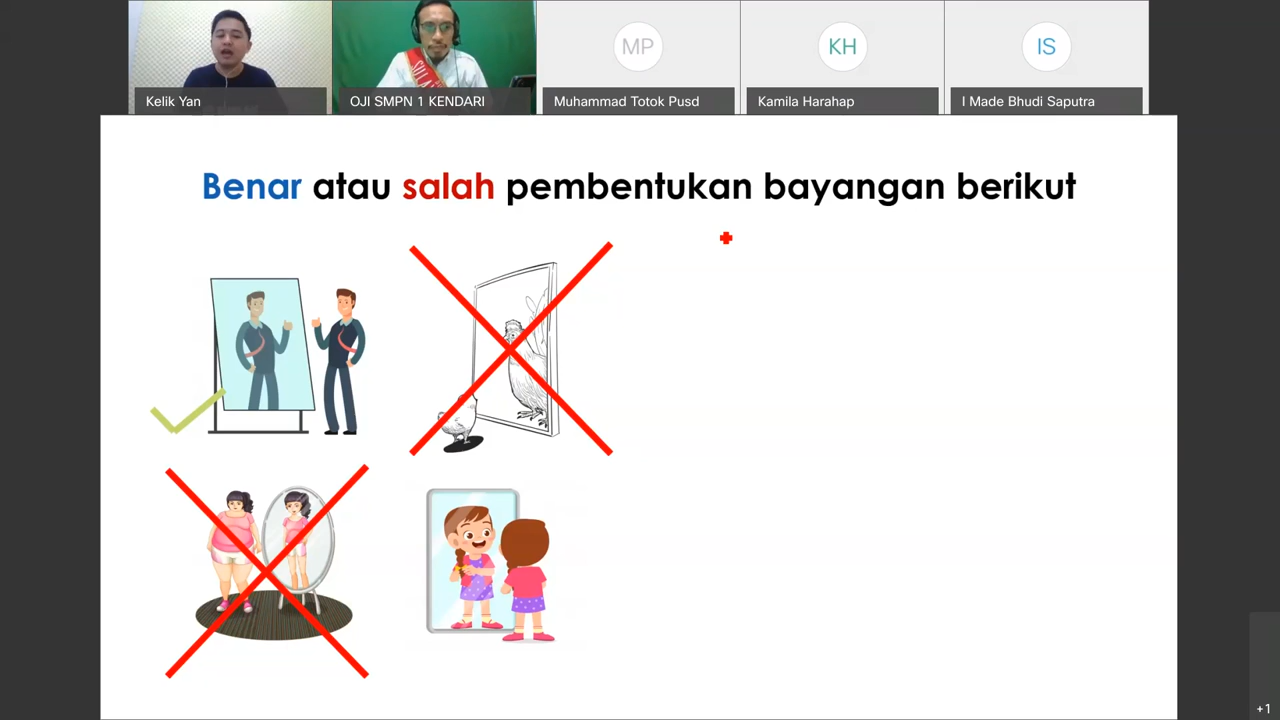 MP
KH
IS
Kelik Yan
OJI SMPN 1 KENDARI
Muhammad Totok Pusd
Kamila Harahap
I Made Bhudi Saputra
Benar atau salah pembentukan bayangan berikut
+1